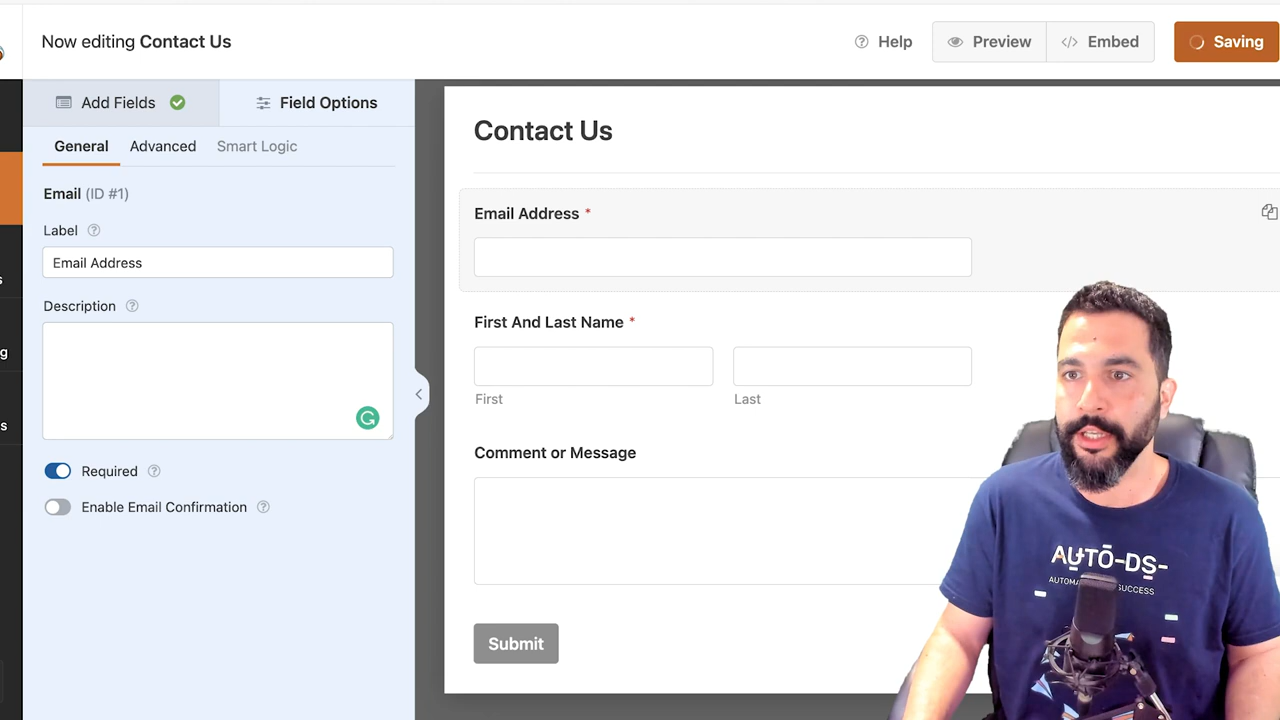 Now editing Contact Us
Help
Preview
Embed
Saving
Add Fields
Field Options
General
Advanced
Smart Logic
Email (ID #1)
Label
Email Address
Description
Required
Enable Email Confirmation
Contact Us
Email Address *
First And Last Name *
First
Last
Comment or Message
Submit
AUTO-DS-
SUCCESS
s
g
s